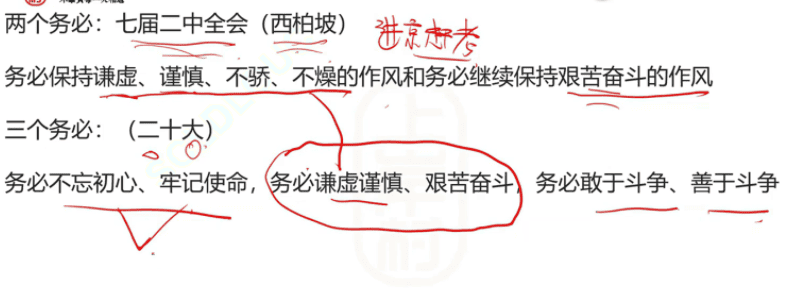 两个务必：七届二中全会（西柏坡） 进京赶考
务必保持谦虚、谨慎、不骄、不燥的作风和务必继续保持艰苦奋斗的作风
三个务必：（二十大）
务必不忘初心、牢记使命，务必谦虚谨慎、艰苦奋斗，务必敢于斗争、善于斗争